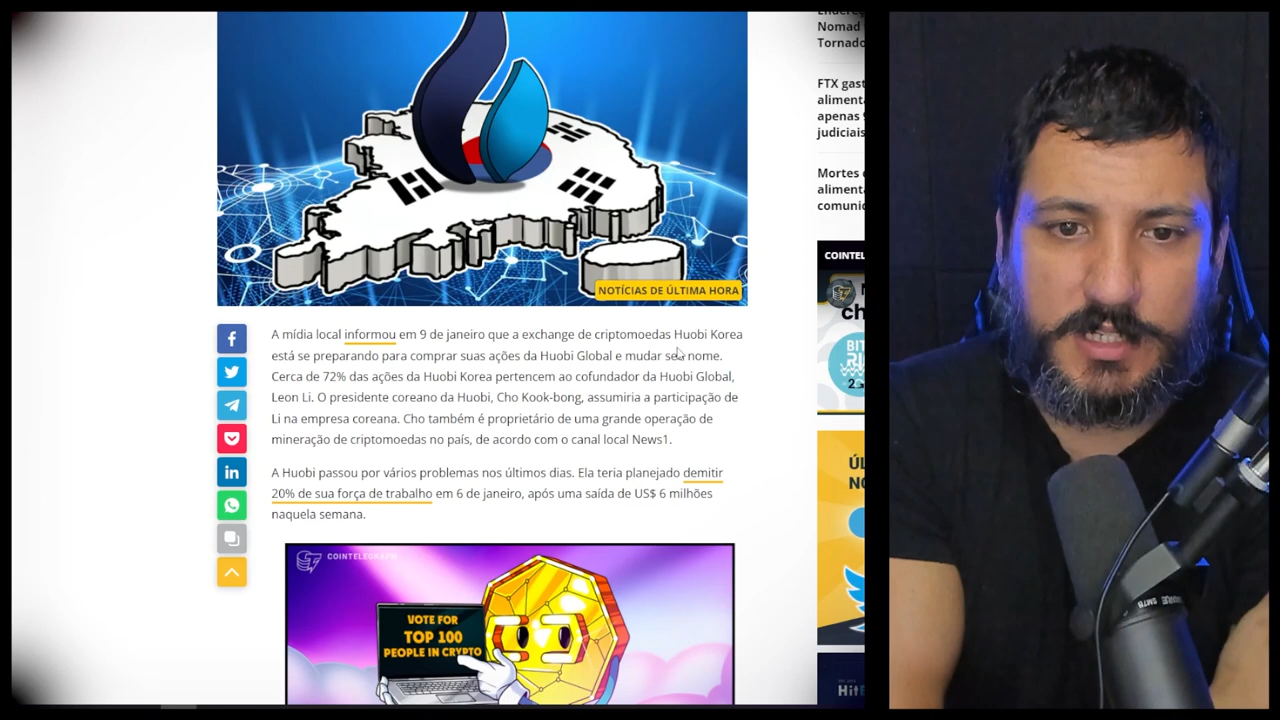 NOTÍCIAS DE ÚLTIMA HORA
A mídia local informou em 9 de janeiro que a exchange de criptomoedas Huobi Korea
está se preparando para comprar suas ações da Huobi Global e mudar seu nome.
Cerca de 72% das ações da Huobi Korea pertencem ao cofundador da Huobi Global,
Leon Li. O presidente coreano da Huobi, Cho Kook-bong, assumiria a participação de
Li na empresa coreana. Cho também é proprietário de uma grande operação de
mineração de criptomoedas no país, de acordo com o canal local News1.
A Huobi passou por vários problemas nos últimos dias. Ela teria planejado demitir
20% de sua força de trabalho em 6 de janeiro, após uma saída de US$ 6 milhões
naquela semana.
COINTELEGRAPH
VOTE FOR
TOP 100
PEOPLE IN CRYPTO
Nomad
Tornado
FTX gast
alimenta
apenas
judiciais
Mortes
alimenta
comunic
COINTEL
ch
BIT
ÚL
NO
HitB
SM7B